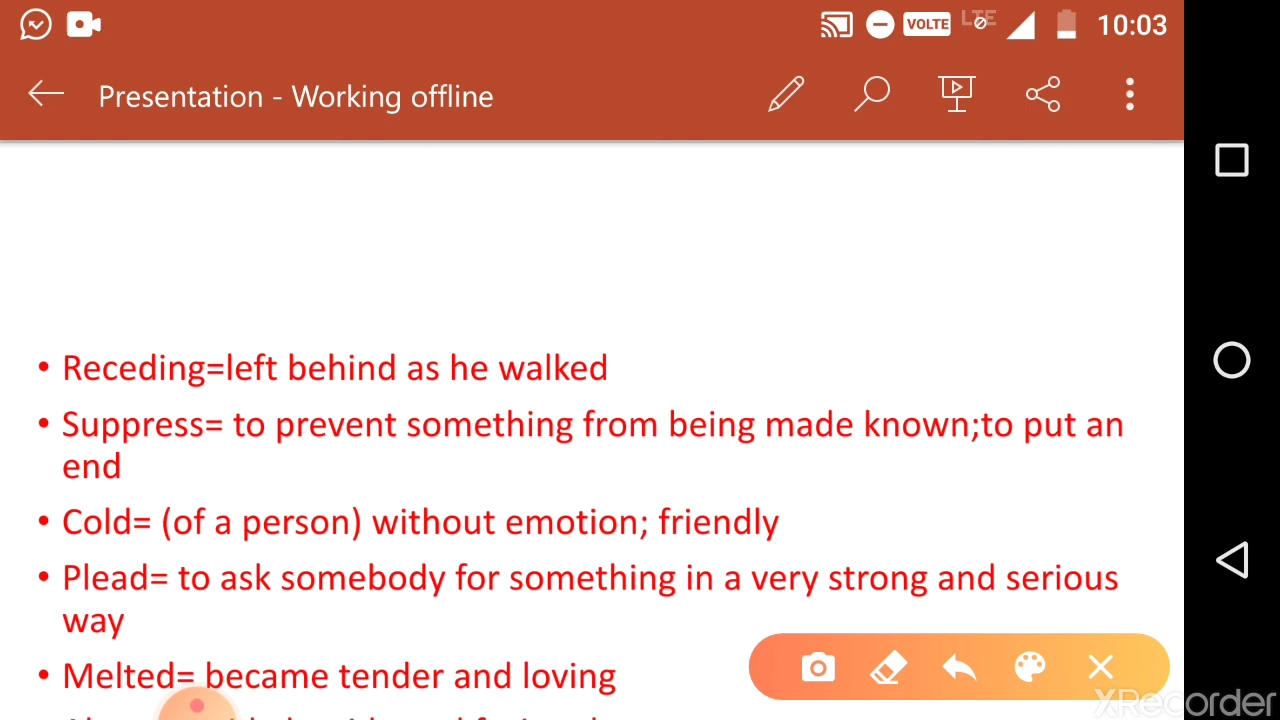 VOLTE LTE 10:03
Presentation - Working offline
• Receding=left behind as he walked
• Suppress= to prevent something from being made known;to put an
end
• Cold= (of a person) without emotion; friendly
• Plead= to ask somebody for something in a very strong and serious
way
• Melted= became tender and loving
XRecorder